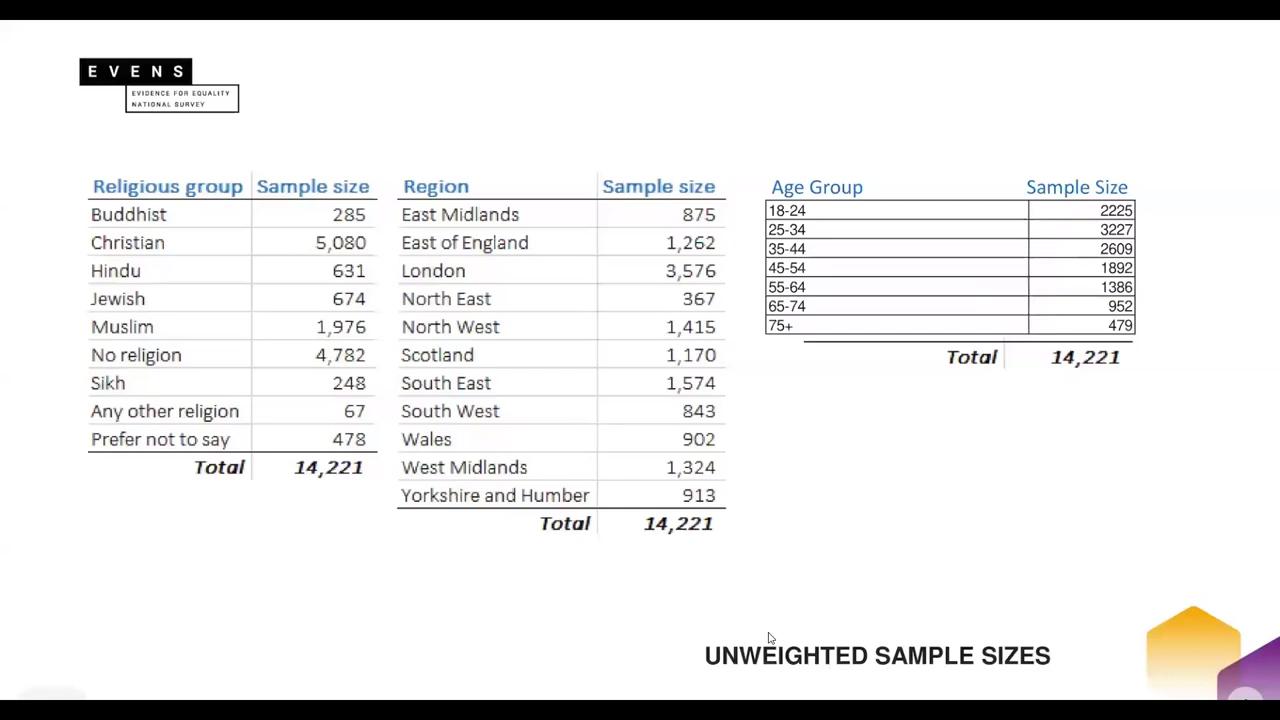 EVENS
EVIDENCE FOR EQUALITY
NATIONAL SURVEY
Religious group Sample size
Buddhist 285
Christian 5,080
Hindu 631
Jewish 674
Muslim 1,976
No religion 4,782
Sikh 248
Any other religion 67
Prefer not to say 478
Total 14,221
Region Sample size
East Midlands 875
East of England 1,262
London 3,576
North East 367
North West 1,415
Scotland 1,170
South East 1,574
South West 843
Wales 902
West Midlands 1,324
Yorkshire and Humber 913
Total 14,221
Age Group Sample Size
18-24 2225
25-34 3227
35-44 2609
45-54 1892
55-64 1386
65-74 952
75+ 479
Total 14,221
UNWEIGHTED SAMPLE SIZES